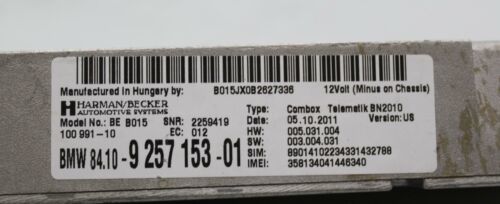 Manufactured in Hungary by: B015JX0B2627336 12Volt (Minus on Chassis)
HARMAN/BECKER
AUTOMOTIVE SYSTEMS
Type: Combox Telematik BN2010
Model No.: BE B015 SNR: 2259419 Date: 05.10.2011 Version: US
100 991-10 EC: 012 HW: 005.031.004
SW: 003.004.031
BMW 84.10-9 257 153-01 SIM: 89014102234331432788
IMEI: 358134041446340